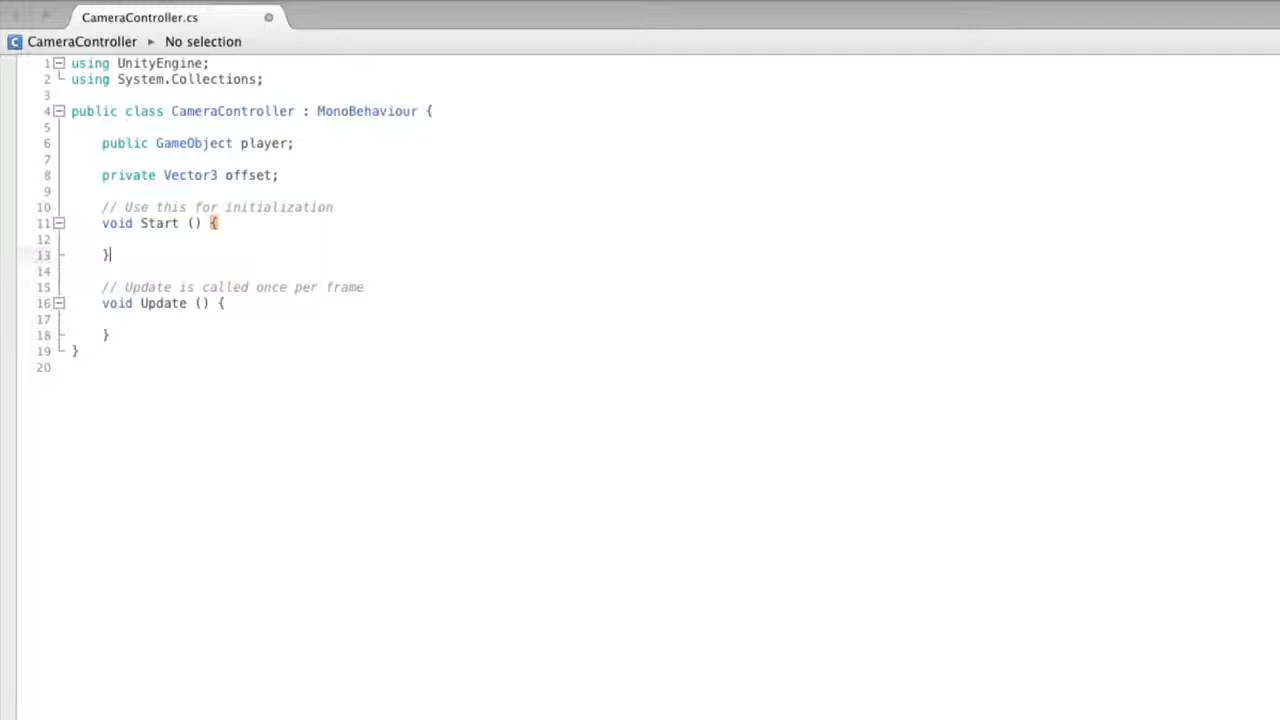 CameraController.cs
CameraController ▸ No selection
1 using UnityEngine;
2 using System.Collections;
3
4 public class CameraController : MonoBehaviour {
5
6     public GameObject player;
7
8     private Vector3 offset;
9
10     // Use this for initialization
11     void Start () {
12
13     }
14
15     // Update is called once per frame
16     void Update () {
17
18     }
19 }
20